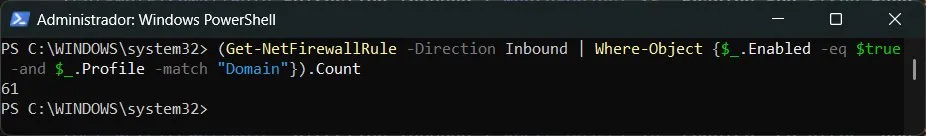 Administrador: Windows PowerShell
PS C:\WINDOWS\system32> (Get-NetFirewallRule -Direction Inbound | Where-Object {$_.Enabled -eq $true
-and $_.Profile -match "Domain"}).Count
61
PS C:\WINDOWS\system32>